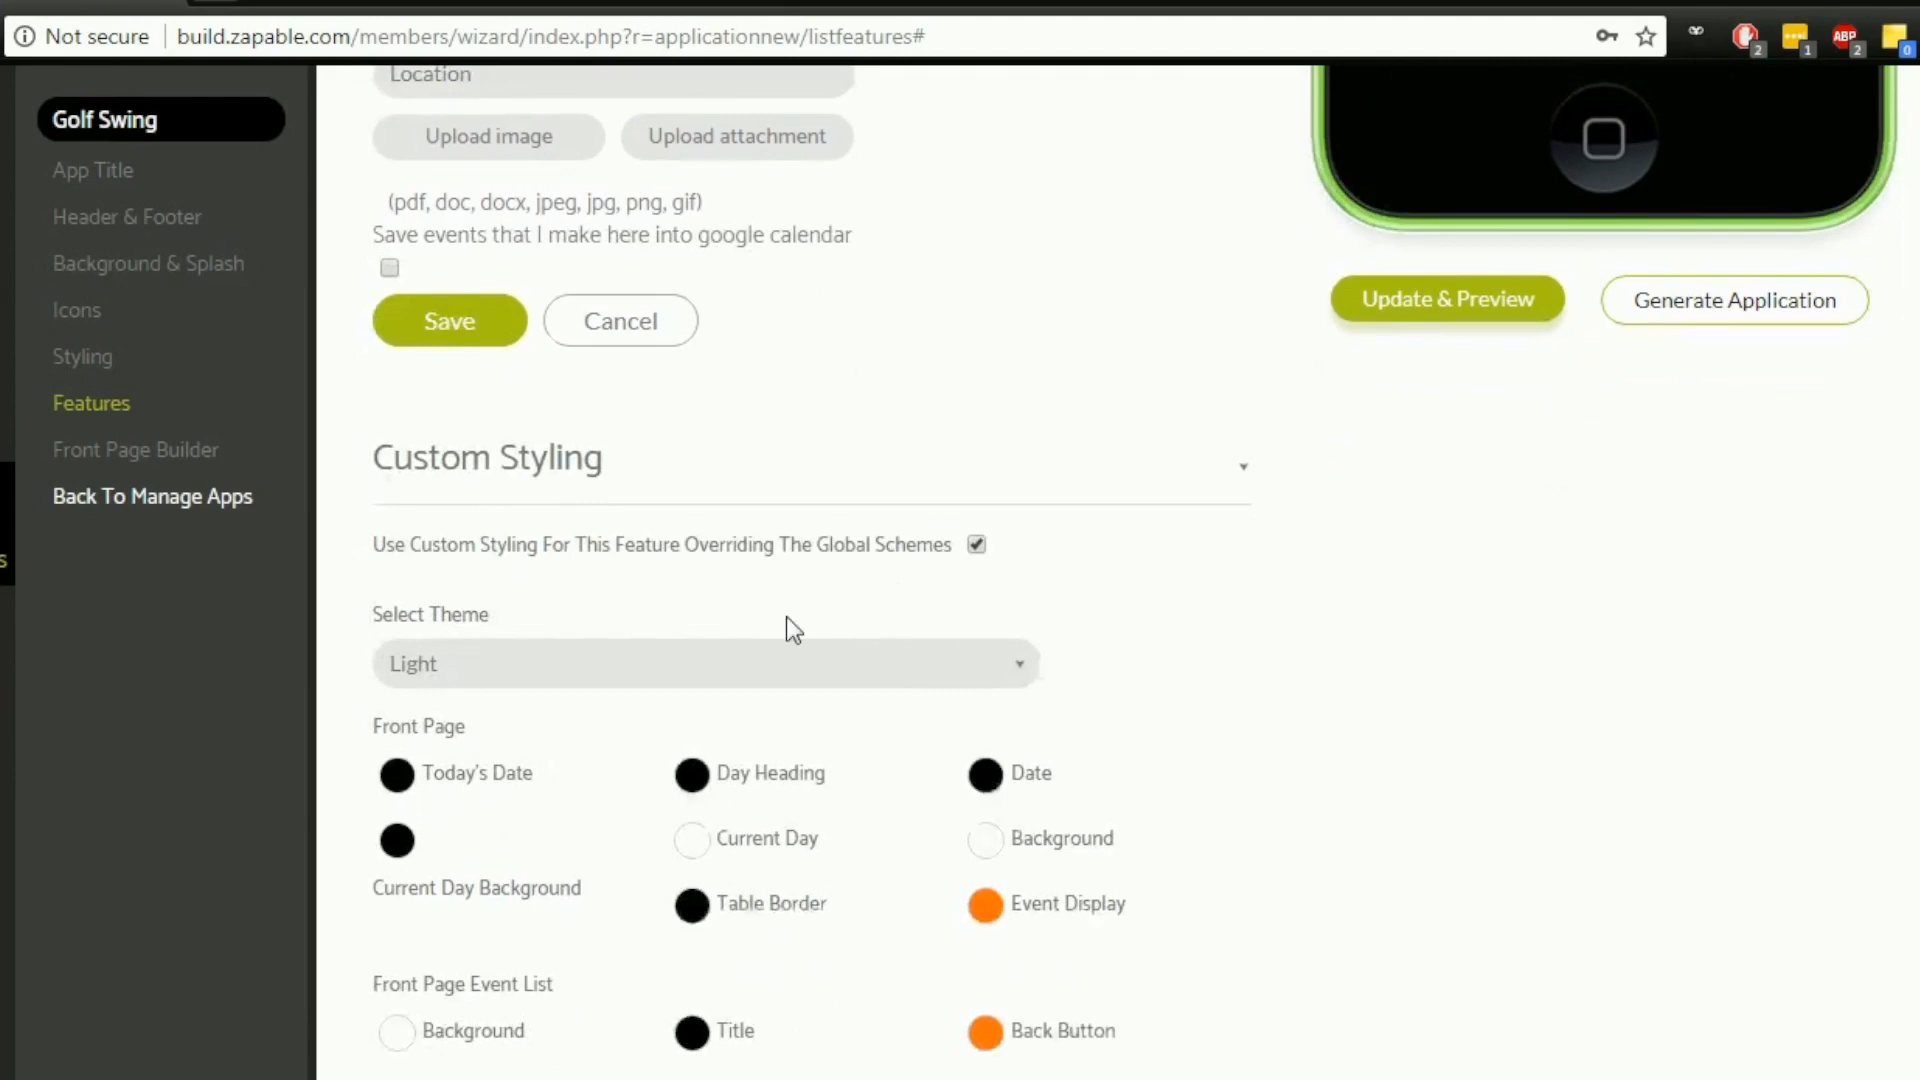 Not secure
build.zapable.com/members/wizard/index.php?r=applicationnew/listfeatures#
2
1
ABP
2
0
Golf Swing
App Title
Header & Footer
Background & Splash
Icons
Styling
Features
Front Page Builder
Back To Manage Apps
s
Location
Upload image
Upload attachment
(pdf, doc, docx, jpeg, jpg, png, gif)
Save events that I make here into google calendar
Save
Cancel
Update & Preview
Generate Application
Custom Styling
Use Custom Styling For This Feature Overriding The Global Schemes
Select Theme
Light
Front Page
Today's Date
Day Heading
Date
Current Day
Background
Current Day Background
Table Border
Event Display
Front Page Event List
Background
Title
Back Button